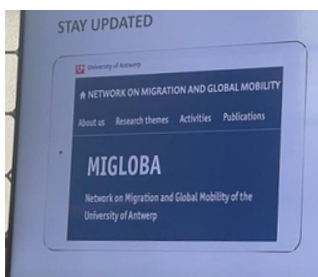 STAY UPDATED
University of Antwerp
NETWORK ON MIGRATION AND GLOBAL MOBILITY
About us Research themes Activities Publications
MIGLOBA
Network on Migration and Global Mobility of the
University of Antwerp